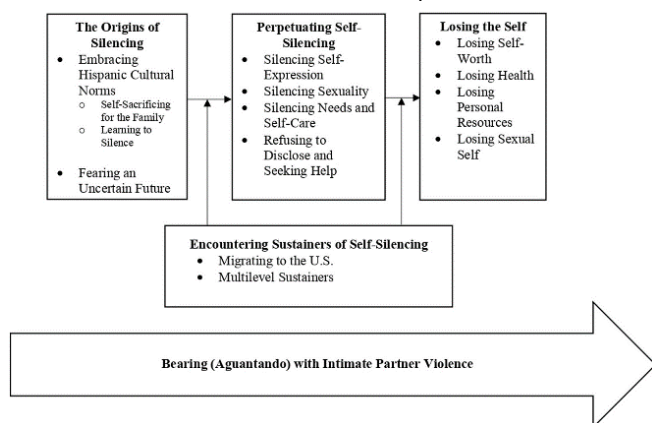 The Origins of
Silencing
• Embracing
Hispanic Cultural
Norms
o Self-Sacrificing
for the Family
o Learning to
Silence
• Fearing an
Uncertain Future
Perpetuating Self-
Silencing
• Silencing Self-
Expression
• Silencing Sexuality
• Silencing Needs and
Self-Care
• Refusing to
Disclose and
Seeking Help
Losing the Self
• Losing Self-
Worth
• Losing Health
• Losing
Personal
Resources
• Losing Sexual
Self
Encountering Sustainers of Self-Silencing
• Migrating to the U.S.
• Multilevel Sustainers
Bearing (Aguantando) with Intimate Partner Violence